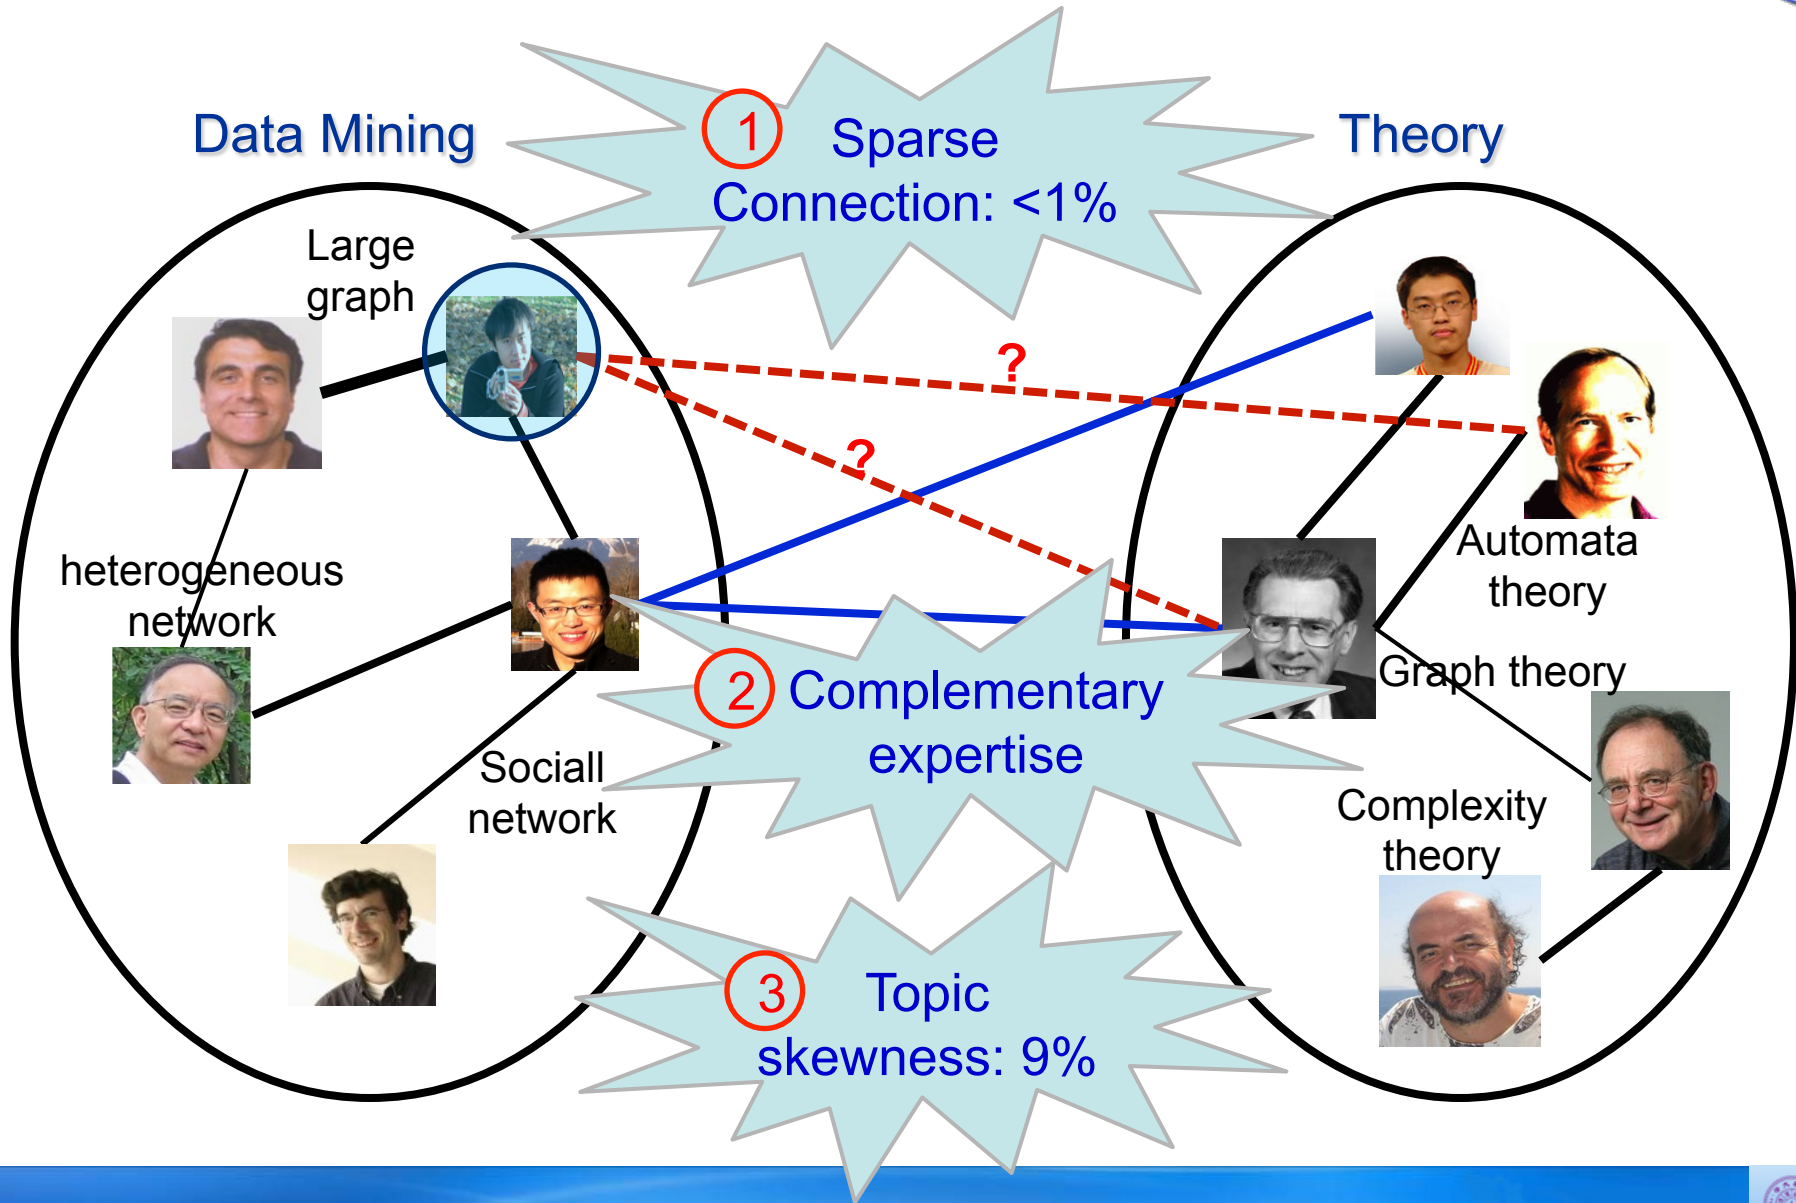 Data Mining
1
Sparse
Connection: <1%
Theory
Large
graph
?
?
heterogeneous
network
Automata
theory
2
Complementary
expertise
Graph theory
Sociall
network
Complexity
theory
3
Topic
skewness: 9%